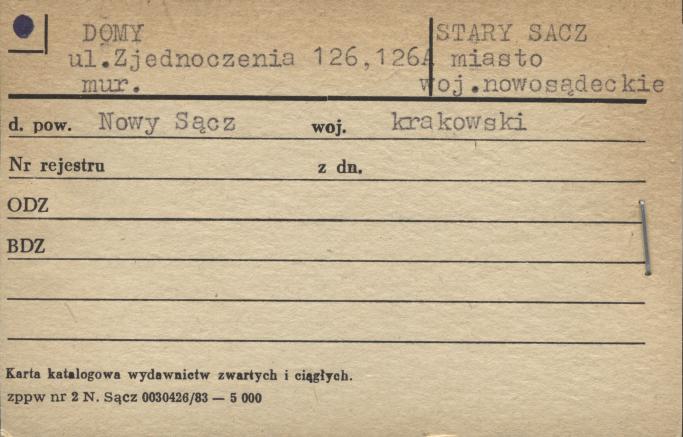 DOMY
ul.Zjednoczenia 126,126A
mur.
STARY SACZ
miasto
woj.nowosądeckie
d. pow. Nowy Sącz woj. krakowski
Nr rejestru z dn.
ODZ
BDZ
Karta katalogowa wydawnictw zwartych i ciągłych.
zppw nr 2 N. Sącz 0030426/83 — 5 000